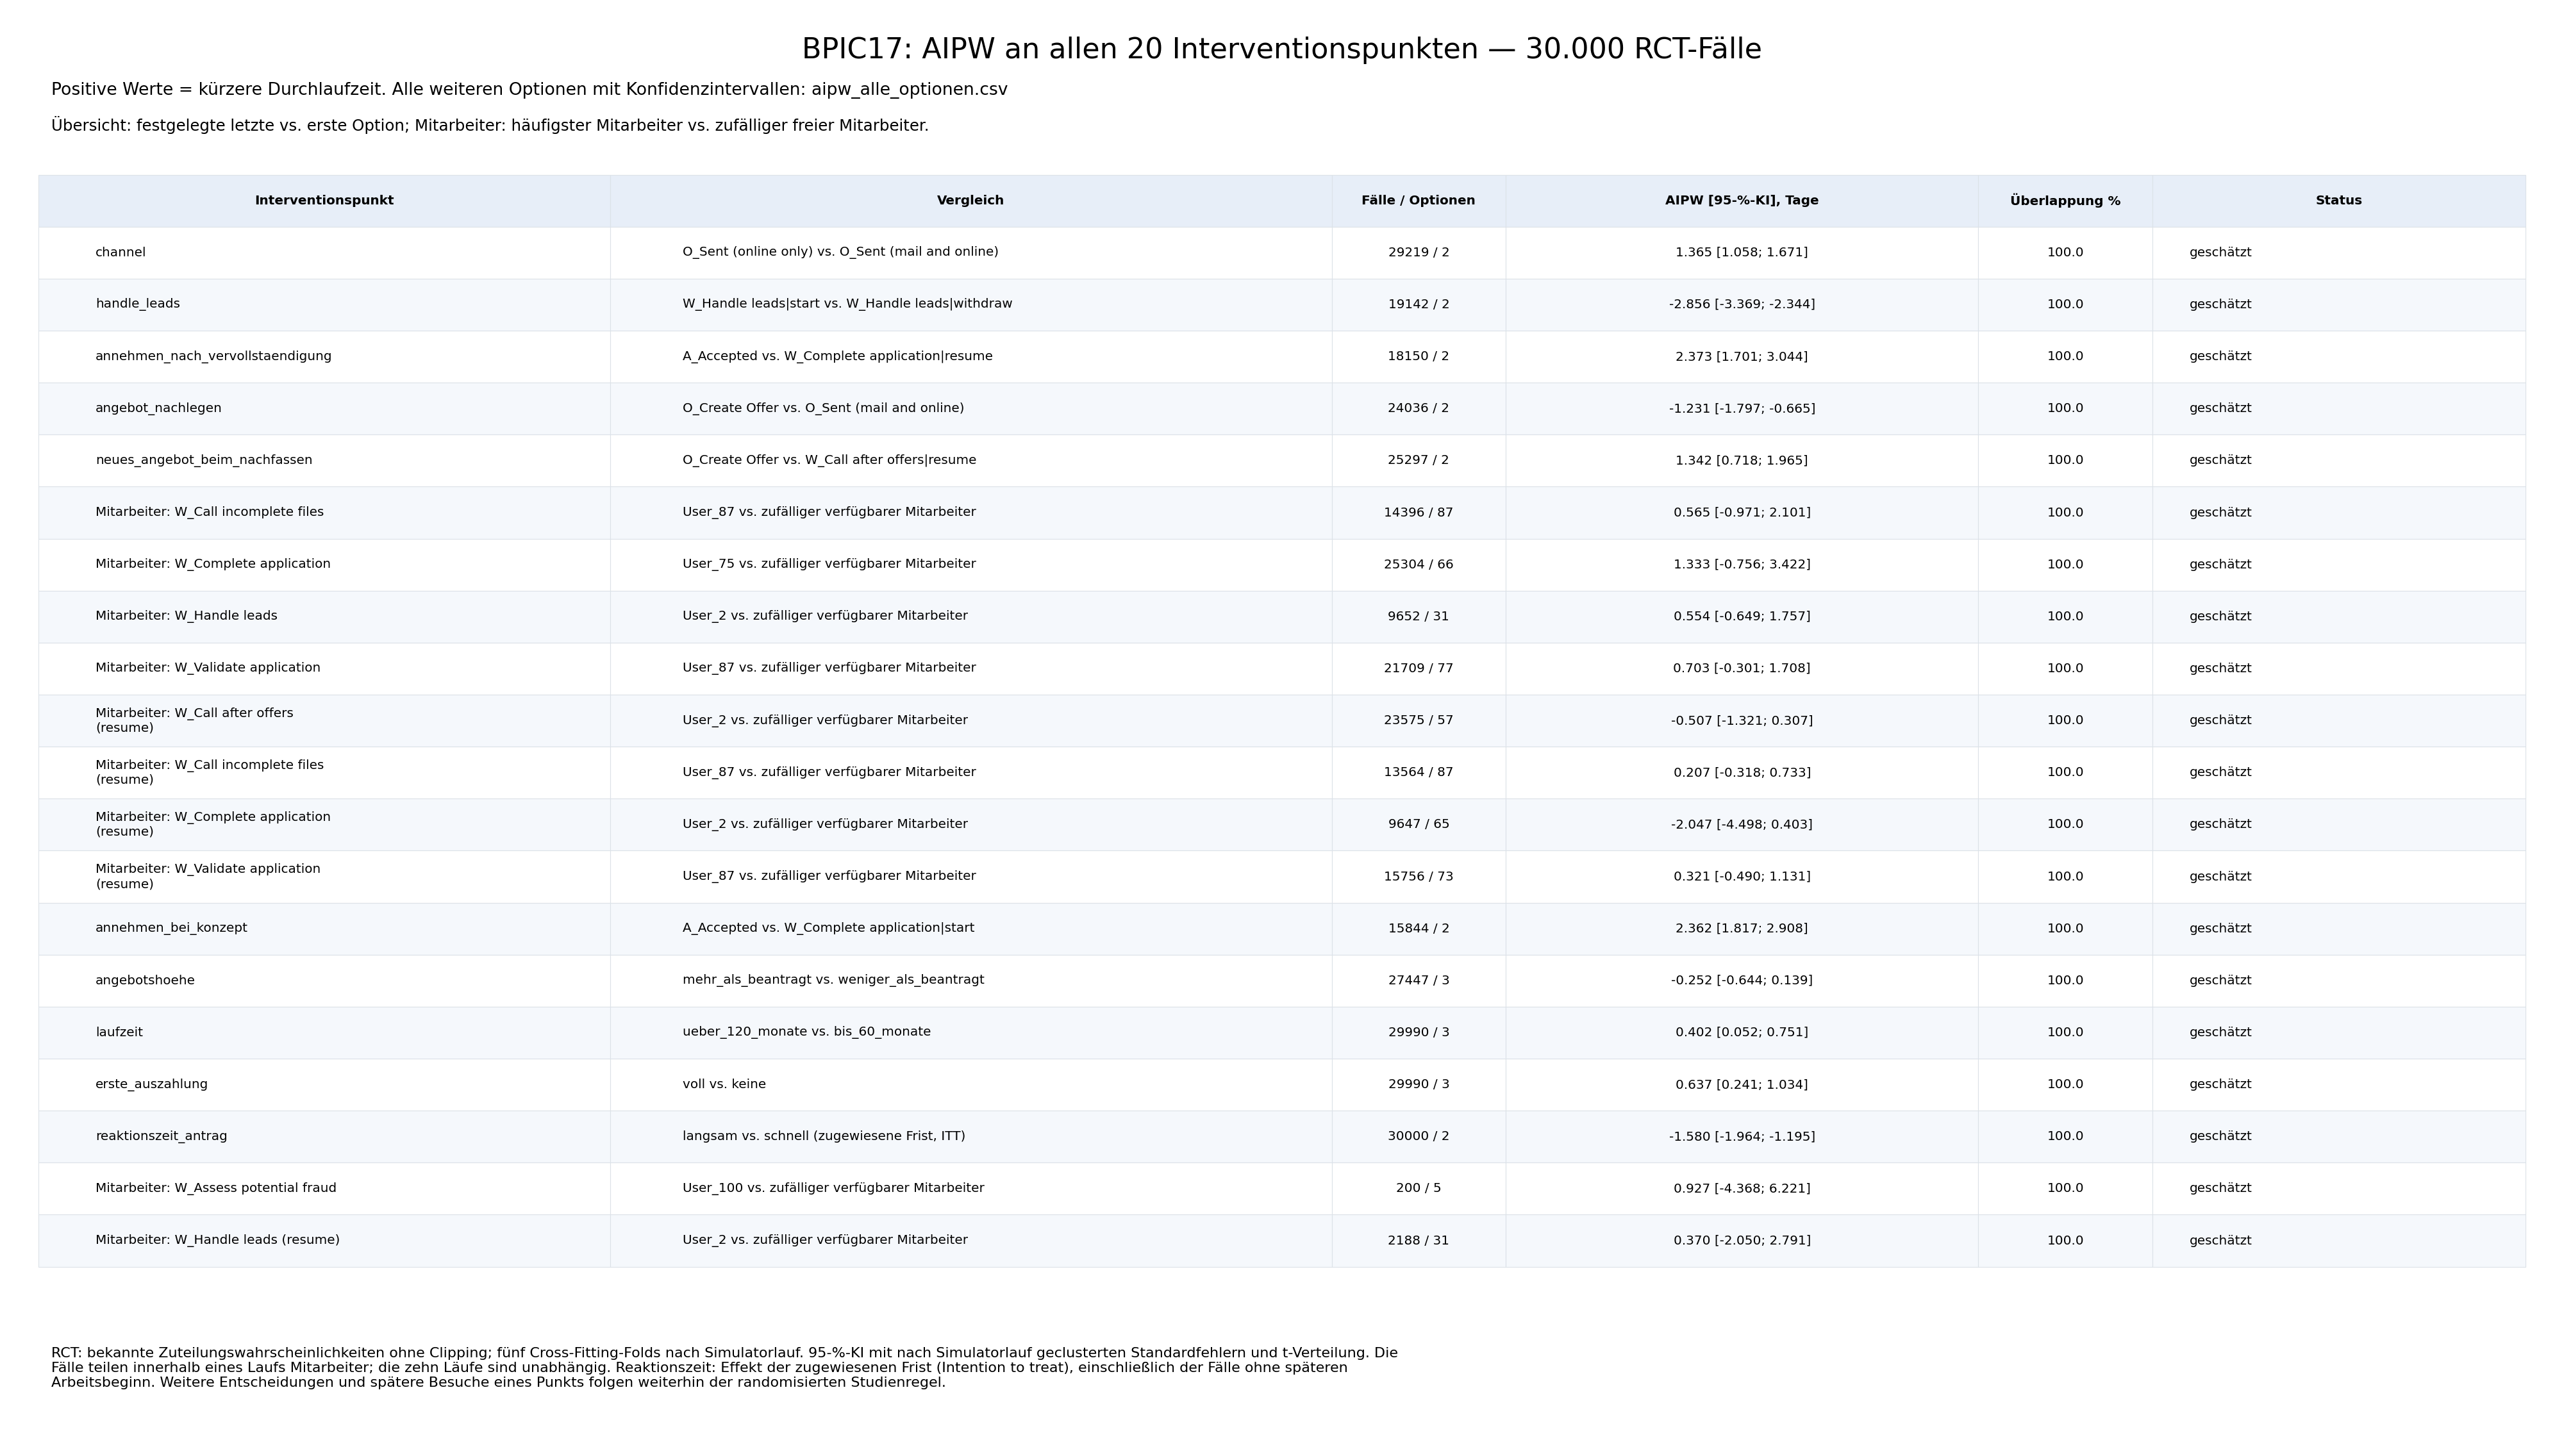 BPIC17: AIPW an allen 20 Interventionspunkten — 30.000 RCT-Fälle
Positive Werte = kürzere Durchlaufzeit. Alle weiteren Optionen mit Konfidenzintervallen: aipw_alle_optionen.csv
Übersicht: festgelegte letzte vs. erste Option; Mitarbeiter: häufigster Mitarbeiter vs. zufälliger freier Mitarbeiter.
Interventionspunkt Vergleich Fälle / Optionen AIPW [95-%-KI], Tage Überlappung % Status
channel O_Sent (online only) vs. O_Sent (mail and online) 29219 / 2 1.365 [1.058; 1.671] 100.0 geschätzt
handle_leads W_Handle leads|start vs. W_Handle leads|withdraw 19142 / 2 -2.856 [-3.369; -2.344] 100.0 geschätzt
annehmen_nach_vervollstaendigung A_Accepted vs. W_Complete application|resume 18150 / 2 2.373 [1.701; 3.044] 100.0 geschätzt
angebot_nachlegen O_Create Offer vs. O_Sent (mail and online) 24036 / 2 -1.231 [-1.797; -0.665] 100.0 geschätzt
neues_angebot_beim_nachfassen O_Create Offer vs. W_Call after offers|resume 25297 / 2 1.342 [0.718; 1.965] 100.0 geschätzt
Mitarbeiter: W_Call incomplete files User_87 vs. zufälliger verfügbarer Mitarbeiter 14396 / 87 0.565 [-0.971; 2.101] 100.0 geschätzt
Mitarbeiter: W_Complete application User_75 vs. zufälliger verfügbarer Mitarbeiter 25304 / 66 1.333 [-0.756; 3.422] 100.0 geschätzt
Mitarbeiter: W_Handle leads User_2 vs. zufälliger verfügbarer Mitarbeiter 9652 / 31 0.554 [-0.649; 1.757] 100.0 geschätzt
Mitarbeiter: W_Validate application User_87 vs. zufälliger verfügbarer Mitarbeiter 21709 / 77 0.703 [-0.301; 1.708] 100.0 geschätzt
Mitarbeiter: W_Call after offers
(resume) User_2 vs. zufälliger verfügbarer Mitarbeiter 23575 / 57 -0.507 [-1.321; 0.307] 100.0 geschätzt
Mitarbeiter: W_Call incomplete files
(resume) User_87 vs. zufälliger verfügbarer Mitarbeiter 13564 / 87 0.207 [-0.318; 0.733] 100.0 geschätzt
Mitarbeiter: W_Complete application
(resume) User_2 vs. zufälliger verfügbarer Mitarbeiter 9647 / 65 -2.047 [-4.498; 0.403] 100.0 geschätzt
Mitarbeiter: W_Validate application
(resume) User_87 vs. zufälliger verfügbarer Mitarbeiter 15756 / 73 0.321 [-0.490; 1.131] 100.0 geschätzt
annehmen_bei_konzept A_Accepted vs. W_Complete application|start 15844 / 2 2.362 [1.817; 2.908] 100.0 geschätzt
angebotshoehe mehr_als_beantragt vs. weniger_als_beantragt 27447 / 3 -0.252 [-0.644; 0.139] 100.0 geschätzt
laufzeit ueber_120_monate vs. bis_60_monate 29990 / 3 0.402 [0.052; 0.751] 100.0 geschätzt
erste_auszahlung voll vs. keine 29990 / 3 0.637 [0.241; 1.034] 100.0 geschätzt
reaktionszeit_antrag langsam vs. schnell (zugewiesene Frist, ITT) 30000 / 2 -1.580 [-1.964; -1.195] 100.0 geschätzt
Mitarbeiter: W_Assess potential fraud User_100 vs. zufälliger verfügbarer Mitarbeiter 200 / 5 0.927 [-4.368; 6.221] 100.0 geschätzt
Mitarbeiter: W_Handle leads (resume) User_2 vs. zufälliger verfügbarer Mitarbeiter 2188 / 31 0.370 [-2.050; 2.791] 100.0 geschätzt
RCT: bekannte Zuteilungswahrscheinlichkeiten ohne Clipping; fünf Cross-Fitting-Folds nach Simulatorlauf. 95-%-KI mit nach Simulatorlauf geclusterten Standardfehlern und t-Verteilung. Die
Fälle teilen innerhalb eines Laufs Mitarbeiter; die zehn Läufe sind unabhängig. Reaktionszeit: Effekt der zugewiesenen Frist (Intention to treat), einschließlich der Fälle ohne späteren
Arbeitsbeginn. Weitere Entscheidungen und spätere Besuche eines Punkts folgen weiterhin der randomisierten Studienregel.